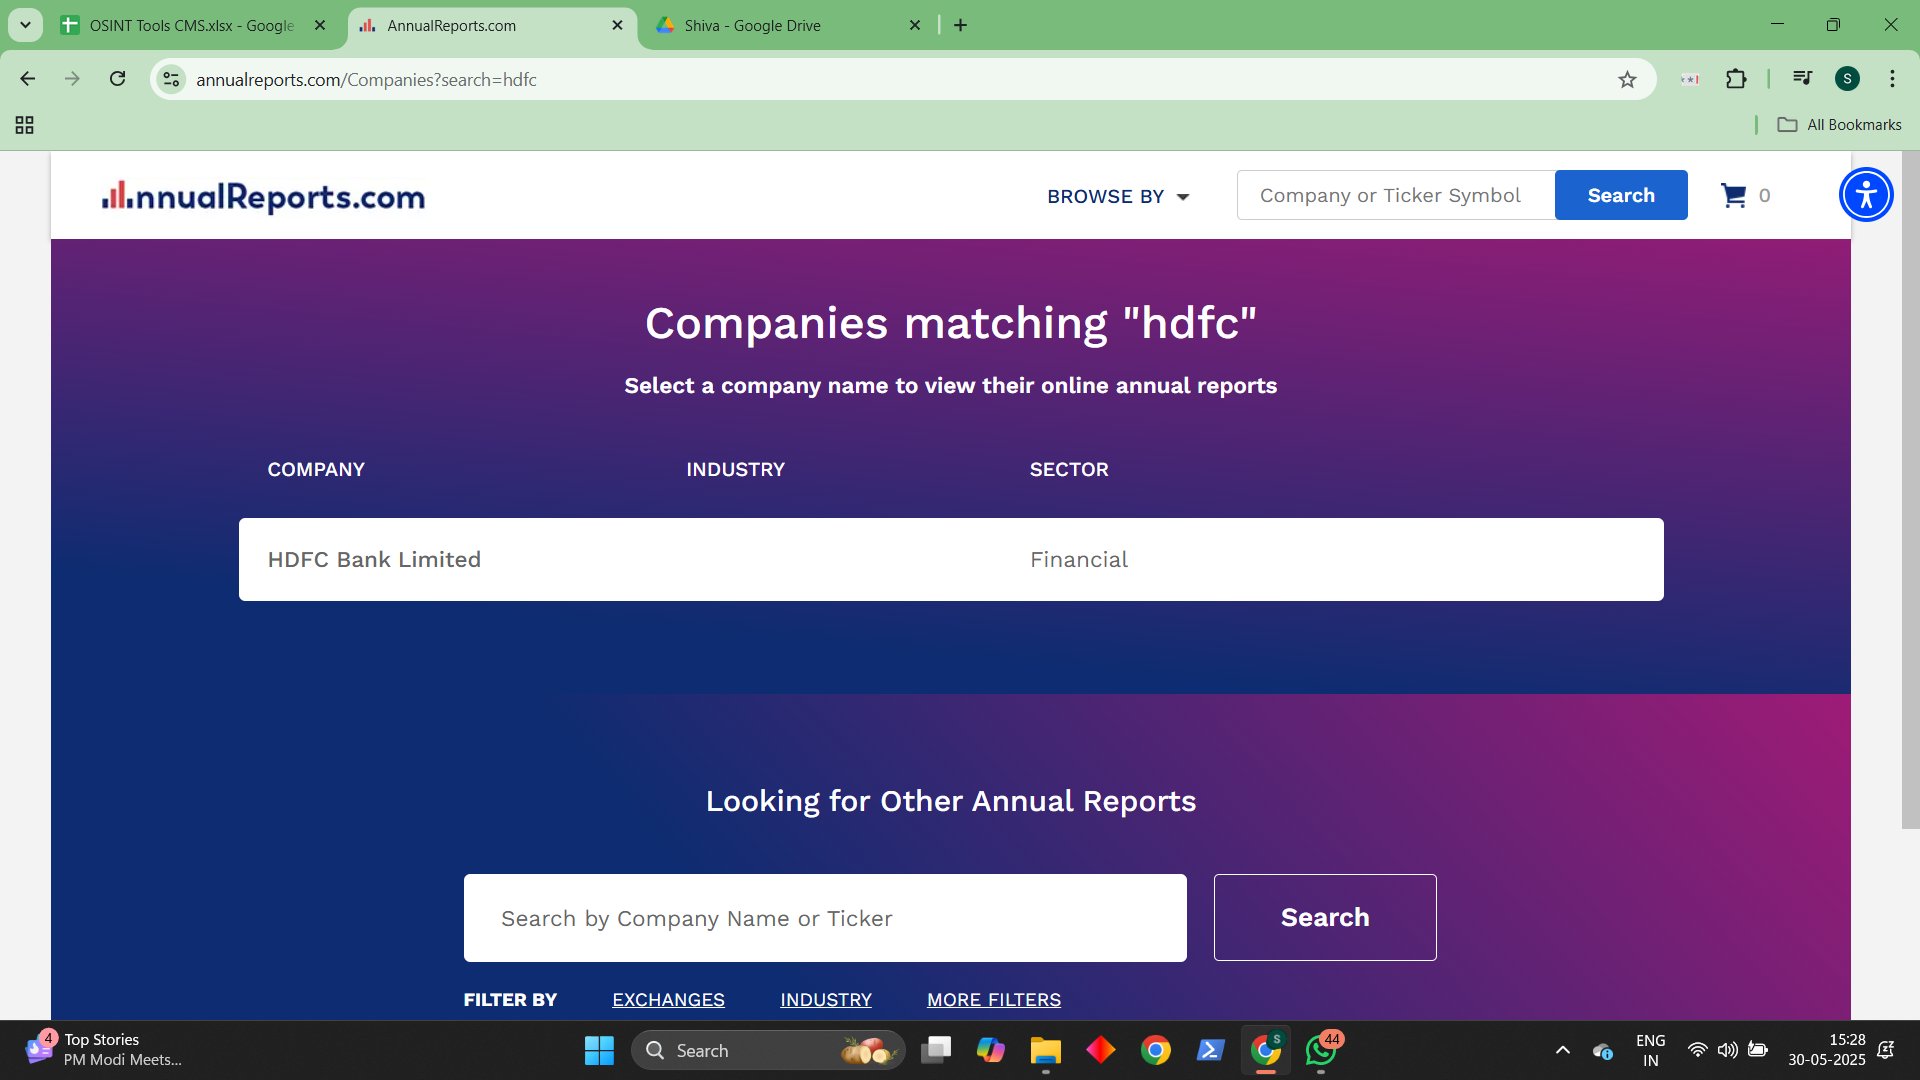 OSINT Tools CMS.xlsx - Google
AnnualReports.com
Shiva - Google Drive
annualreports.com/Companies?search=hdfc
S
All Bookmarks
nnualReports.com
BROWSE BY
Company or Ticker Symbol
Search
0
Companies matching "hdfc"
Select a company name to view their online annual reports
COMPANY INDUSTRY SECTOR
HDFC Bank Limited Financial
Looking for Other Annual Reports
Search by Company Name or Ticker
Search
FILTER BY EXCHANGES INDUSTRY MORE FILTERS
4
Top Stories
PM Modi Meets...
Search
S
44
ENG
IN
15:28
30-05-2025